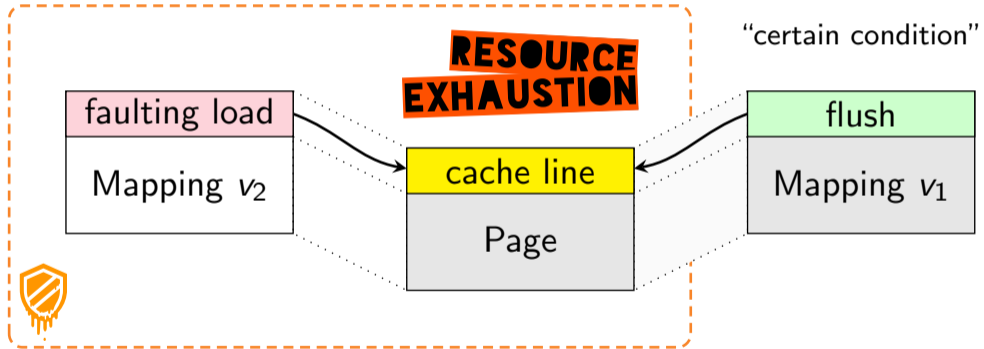 “certain condition”
RESOURCE
EXHAUSTION
faulting load
flush
cache line
Mapping v₂
Mapping v₁
Page